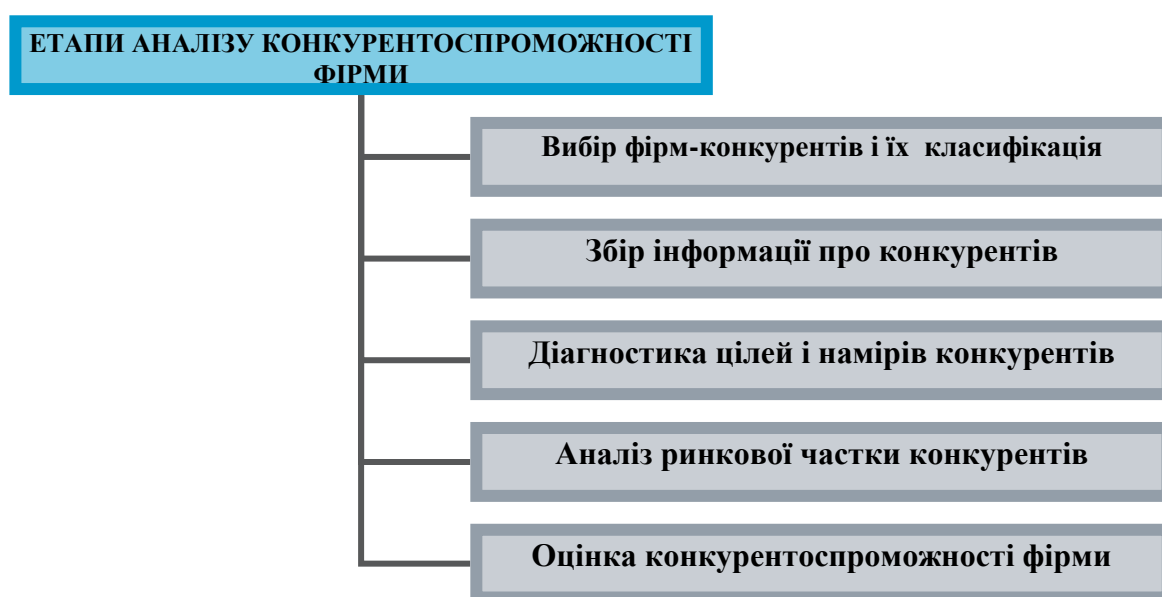 ЕТАПИ АНАЛІЗУ КОНКУРЕНТОСПРОМОЖНОСТІ
ФІРМИ
Вибір фірм-конкурентів і їх класифікація
Збір інформації про конкурентів
Діагностика цілей і намірів конкурентів
Аналіз ринкової частки конкурентів
Оцінка конкурентоспроможності фірми